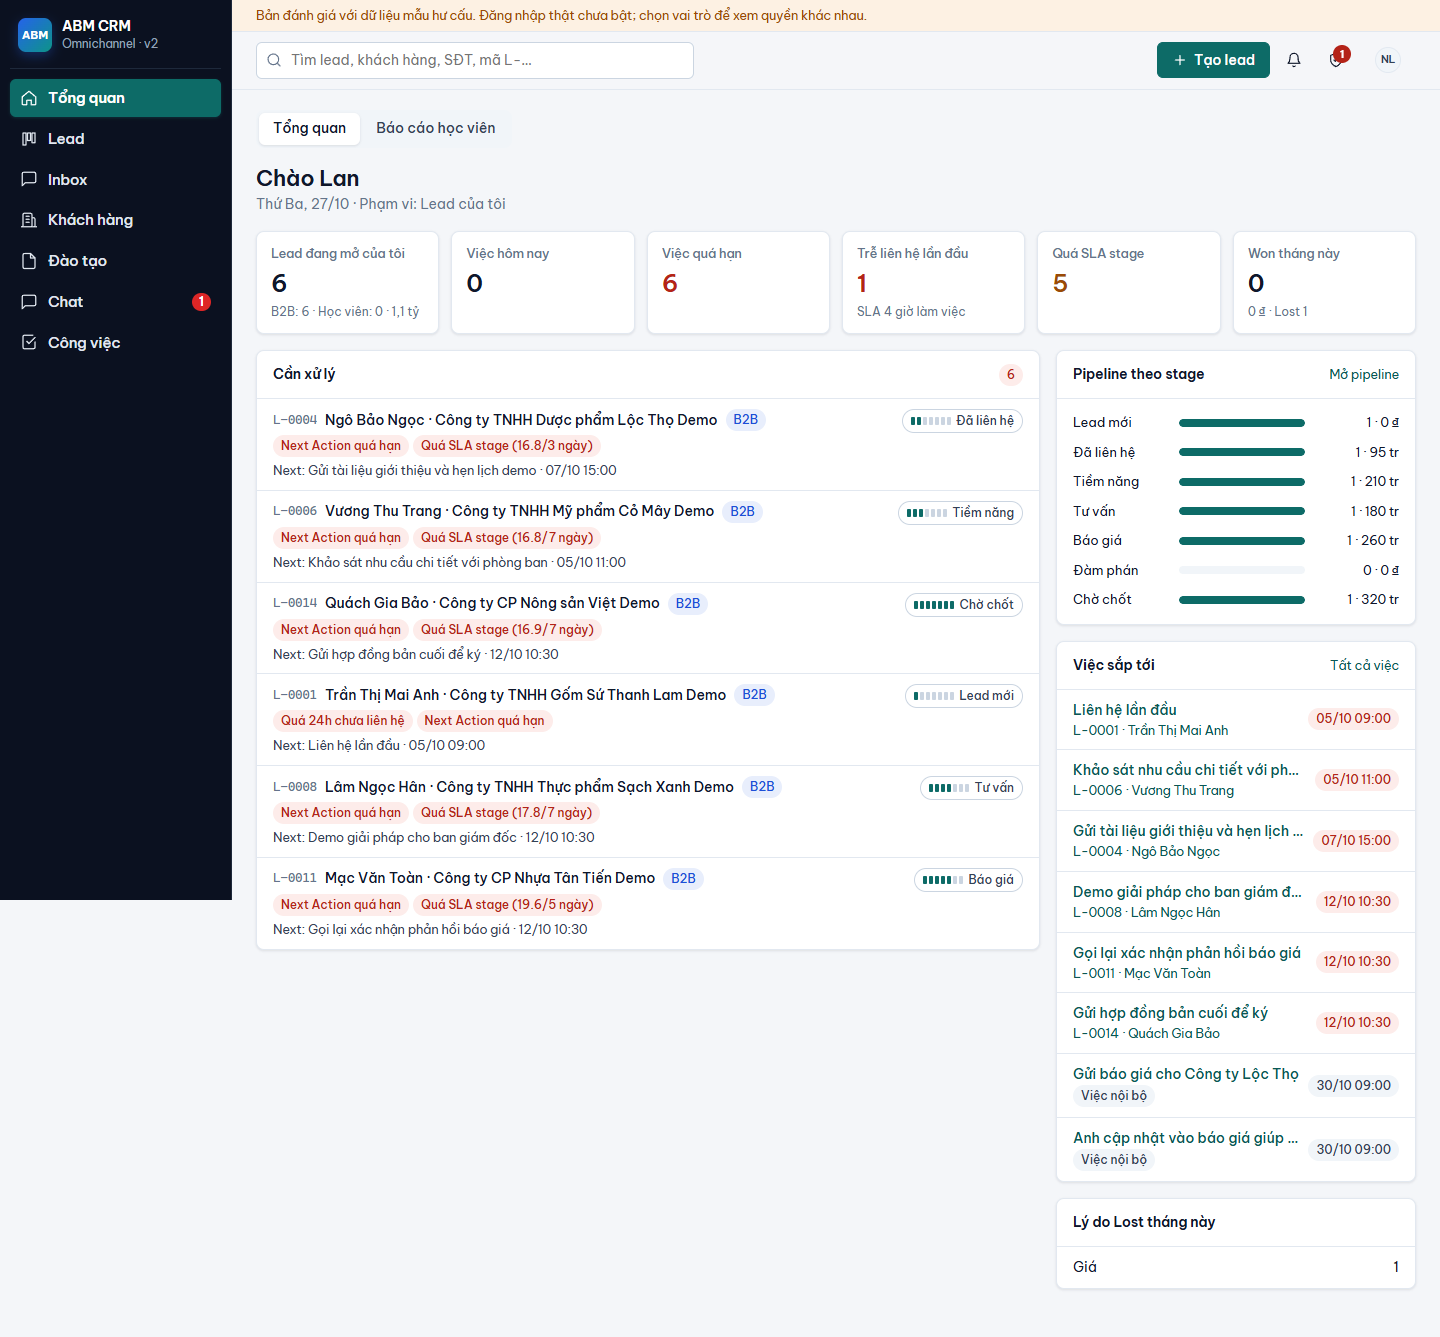 ABM
ABM CRM
Omnichannel · v2
Tổng quan
Lead
Inbox
Khách hàng
Đào tạo
Chat
1
Công việc
Bản đánh giá với dữ liệu mẫu hư cấu. Đăng nhập thật chưa bật; chọn vai trò để xem quyền khác nhau.
Tìm lead, khách hàng, SĐT, mã L-...
+ Tạo lead
1
NL
Tổng quan
Báo cáo học viên
Chào Lan
Thứ Ba, 27/10 · Phạm vi: Lead của tôi
Lead đang mở của tôi
6
B2B: 6 · Học viên: 0 · 1,1 tỷ
Việc hôm nay
0
Việc quá hạn
6
Trễ liên hệ lần đầu
1
SLA 4 giờ làm việc
Quá SLA stage
5
Won tháng này
0
0 ₫ · Lost 1
Cần xử lý
6
L-0004 Ngô Bảo Ngọc · Công ty TNHH Dược phẩm Lộc Thọ Demo B2B
Đã liên hệ
Next Action quá hạn Quá SLA stage (16.8/3 ngày)
Next: Gửi tài liệu giới thiệu và hẹn lịch demo · 07/10 15:00
L-0006 Vương Thu Trang · Công ty TNHH Mỹ phẩm Cỏ Mây Demo B2B
Tiềm năng
Next Action quá hạn Quá SLA stage (16.8/7 ngày)
Next: Khảo sát nhu cầu chi tiết với phòng ban · 05/10 11:00
L-0014 Quách Gia Bảo · Công ty CP Nông sản Việt Demo B2B
Chờ chốt
Next Action quá hạn Quá SLA stage (16.9/7 ngày)
Next: Gửi hợp đồng bản cuối để ký · 12/10 10:30
L-0001 Trần Thị Mai Anh · Công ty TNHH Gốm Sứ Thanh Lam Demo B2B
Lead mới
Quá 24h chưa liên hệ Next Action quá hạn
Next: Liên hệ lần đầu · 05/10 09:00
L-0008 Lâm Ngọc Hân · Công ty TNHH Thực phẩm Sạch Xanh Demo B2B
Tư vấn
Next Action quá hạn Quá SLA stage (17.8/7 ngày)
Next: Demo giải pháp cho ban giám đốc · 12/10 10:30
L-0011 Mạc Văn Toàn · Công ty CP Nhựa Tân Tiến Demo B2B
Báo giá
Next Action quá hạn Quá SLA stage (19.6/5 ngày)
Next: Gọi lại xác nhận phản hồi báo giá · 12/10 10:30
Pipeline theo stage
Mở pipeline
Lead mới 1 · 0 ₫
Đã liên hệ 1 · 95 tr
Tiềm năng 1 · 210 tr
Tư vấn 1 · 180 tr
Báo giá 1 · 260 tr
Đàm phán 0 · 0 ₫
Chờ chốt 1 · 320 tr
Việc sắp tới
Tất cả việc
Liên hệ lần đầu
L-0001 · Trần Thị Mai Anh
05/10 09:00
Khảo sát nhu cầu chi tiết với ph...
L-0006 · Vương Thu Trang
05/10 11:00
Gửi tài liệu giới thiệu và hẹn lịch ...
L-0004 · Ngô Bảo Ngọc
07/10 15:00
Demo giải pháp cho ban giám đ...
L-0008 · Lâm Ngọc Hân
12/10 10:30
Gọi lại xác nhận phản hồi báo giá
L-0011 · Mạc Văn Toàn
12/10 10:30
Gửi hợp đồng bản cuối để ký
L-0014 · Quách Gia Bảo
12/10 10:30
Gửi báo giá cho Công ty Lộc Thọ
Việc nội bộ
30/10 09:00
Anh cập nhật vào báo giá giúp ...
Việc nội bộ
30/10 09:00
Lý do Lost tháng này
Giá 1